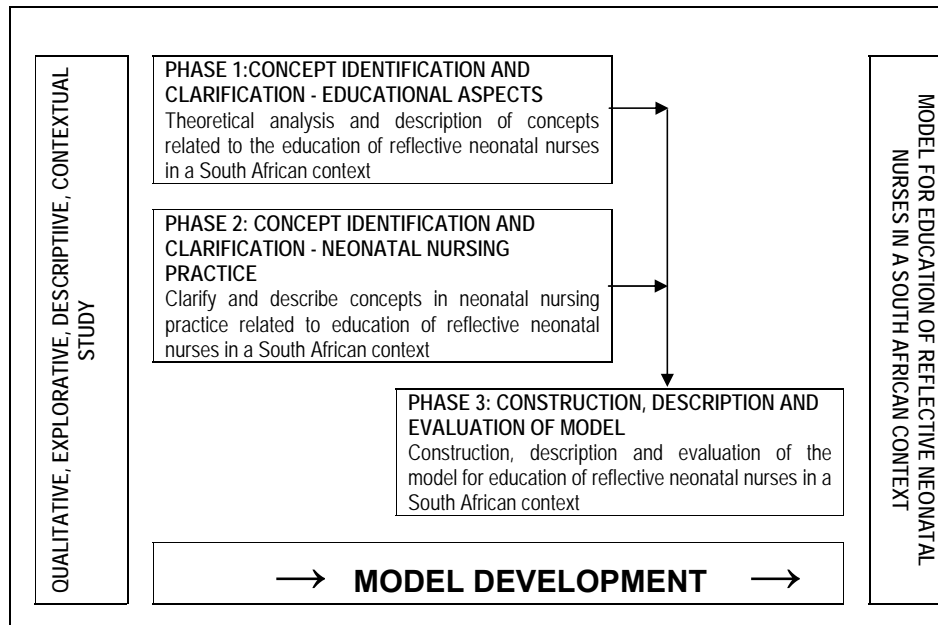 QUALITATIVE, EXPLORATIVE, DESCRIPTIIVE, CONTEXTUAL
STUDY
PHASE 1:CONCEPT IDENTIFICATION AND
CLARIFICATION - EDUCATIONAL ASPECTS
Theoretical analysis and description of concepts
related to the education of reflective neonatal nurses
in a South African context
PHASE 2: CONCEPT IDENTIFICATION AND
CLARIFICATION - NEONATAL NURSING
PRACTICE
Clarify and describe concepts in neonatal nursing
practice related to education of reflective neonatal
nurses in a South African context
PHASE 3: CONSTRUCTION, DESCRIPTION AND
EVALUATION OF MODEL
Construction, description and evaluation of the
model for education of reflective neonatal nurses in a
South African context
→ MODEL DEVELOPMENT →
MODEL FOR EDUCATION OF REFLECTIVE NEONATAL
NURSES IN A SOUTH AFRICAN CONTEXT